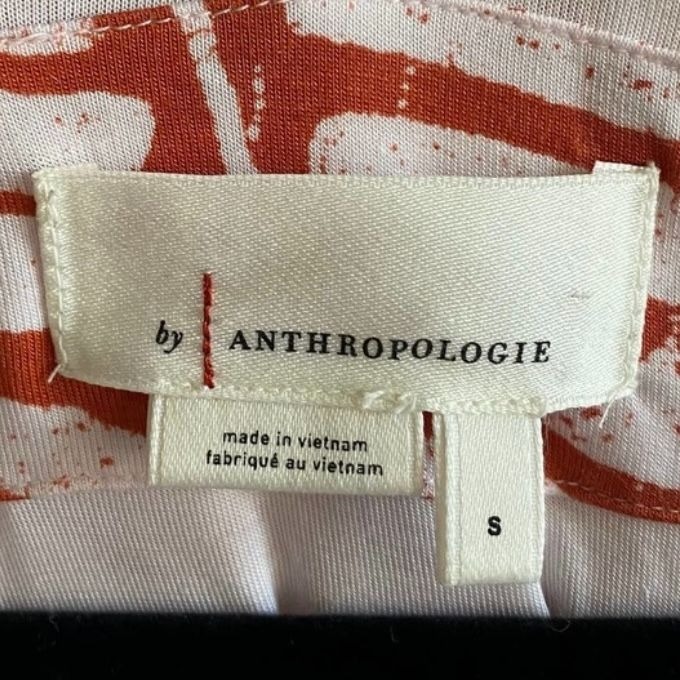 by ANTHROPOLOGIE
made in vietnam
fabriqué au vietnam
S